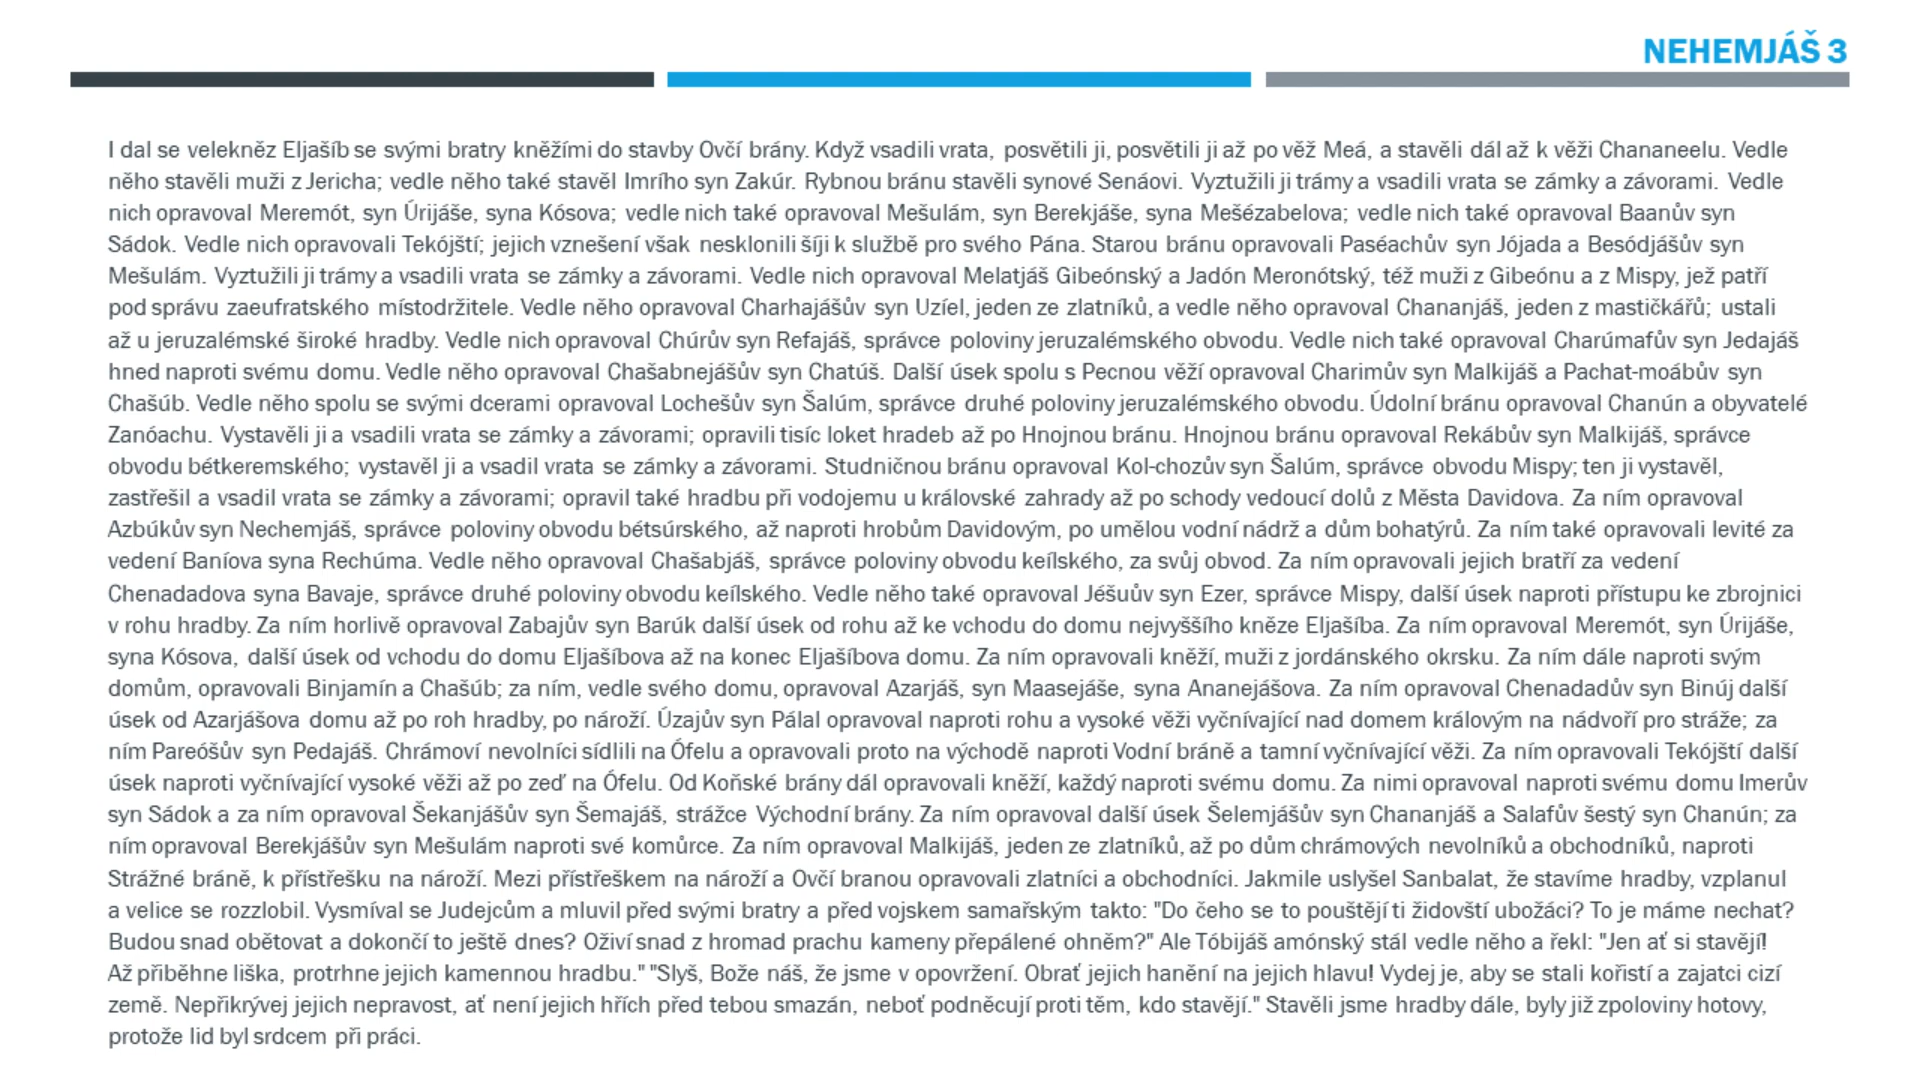 NEHEMJÁŠ 3
I dal se velekněz Eljašíb se svými bratry kněžími do stavby Ovčí brány. Když vsadili vrata, posvětili ji, posvětili ji až po věž Meá, a stavěli dál až k věži Chananeelu. Vedle
něho stavěli muži z Jericha; vedle něho také stavěl Imrího syn Zakúr. Rybnou bránu stavěli synové Senáovi. Vyztužili ji trámy a vsadili vrata se zámky a závorami. Vedle
nich opravoval Meremót, syn Úrijáše, syna Kósova; vedle nich také opravoval Mešulám, syn Berekjáše, syna Mešézabelova; vedle nich také opravoval Baanův syn
Sádok. Vedle nich opravovali Tekójští; jejich vznešení však nesklonili šíji k službě pro svého Pána. Starou bránu opravovali Paséachův syn Jójada a Besódjášův syn
Mešulám. Vyztužili ji trámy a vsadili vrata se zámky a závorami. Vedle nich opravoval Melatjáš Gibeónský a Jadón Meronótský, též muži z Gibeónu a z Mispy, jež patří
pod správu zaeufratského místodržitele. Vedle něho opravoval Charhajášův syn Uzíel, jeden ze zlatníků, a vedle něho opravoval Chananjáš, jeden z mastičkářů; ustali
až u jeruzalémské široké hradby. Vedle nich opravoval Chúrův syn Refajáš, správce poloviny jeruzalémského obvodu. Vedle nich také opravoval Charúmafův syn Jedajáš
hned naproti svému domu. Vedle něho opravoval Chašabnejášův syn Chatúš. Další úsek spolu s Pecnou věží opravoval Charimův syn Malkijáš a Pachat-moábův syn
Chašúb. Vedle něho spolu se svými dcerami opravoval Lochešův syn Šalúm, správce druhé poloviny jeruzalémského obvodu. Údolní bránu opravoval Chanún a obyvatelé
Zanóachu. Vystavěli ji a vsadili vrata se zámky a závorami; opravili tisíc loket hradeb až po Hnojnou bránu. Hnojnou bránu opravoval Rekábův syn Malkijáš, správce
obvodu bétkeremského; vystavěl ji a vsadil vrata se zámky a závorami. Studničnou bránu opravoval Kol-chozův syn Šalúm, správce obvodu Mispy; ten ji vystavěl,
zastřešil a vsadil vrata se zámky a závorami; opravil také hradbu při vodojemu u královské zahrady až po schody vedoucí dolů z Města Davidova. Za ním opravoval
Azbúkův syn Nechemjáš, správce poloviny obvodu bétsúrského, až naproti hrobům Davidovým, po umělou vodní nádrž a dům bohatýrů. Za ním také opravovali levité za
vedení Baníova syna Rechúma. Vedle něho opravoval Chašabjáš, správce poloviny obvodu keílského, za svůj obvod. Za ním opravovali jejich bratří za vedení
Chenadadova syna Bavaje, správce druhé poloviny obvodu keílského. Vedle něho také opravoval Jéšuův syn Ezer, správce Mispy, další úsek naproti přístupu ke zbrojnici
v rohu hradby. Za ním horlivě opravoval Zabajův syn Barúk další úsek od rohu až ke vchodu do domu nejvyššího kněze Eljašíba. Za ním opravoval Meremót, syn Úrijáše,
syna Kósova, další úsek od vchodu do domu Eljašíbova až na konec Eljašíbova domu. Za ním opravovali kněží, muži z jordánského okrsku. Za ním dále naproti svým
domům, opravovali Binjamín a Chašúb; za ním, vedle svého domu, opravoval Azarjáš, syn Maasejáše, syna Ananejášova. Za ním opravoval Chenadadův syn Binúj další
úsek od Azarjášova domu až po roh hradby, po nároží. Úzajův syn Pálal opravoval naproti rohu a vysoké věži vyčnívající nad domem královým na nádvoří pro stráže; za
ním Pareóšův syn Pedajáš. Chrámoví nevolníci sídlili na Ófelu a opravovali proto na východě naproti Vodní bráně a tamní vyčnívající věži. Za ním opravovali Tekójští další
úsek naproti vyčnívající vysoké věži až po zeď na Ófelu. Od Koňské brány dál opravovali kněží, každý naproti svému domu. Za nimi opravoval naproti svému domu Imerův
syn Sádok a za ním opravoval Šekanjášův syn Šemajáš, strážce Východní brány. Za ním opravoval další úsek Šelemjášův syn Chananjáš a Salafův šestý syn Chanún; za
ním opravoval Berekjášův syn Mešulám naproti své komůrce. Za ním opravoval Malkijáš, jeden ze zlatníků, až po dům chrámových nevolníků a obchodníků, naproti
Strážné bráně, k přístřešku na nároží. Mezi přístřeškem na nároží a Ovčí branou opravovali zlatníci a obchodníci. Jakmile uslyšel Sanbalat, že stavíme hradby, vzplanul
a velice se rozzlobil. Vysmíval se Judejcům a mluvil před svými bratry a před vojskem samařským takto: "Do čeho se to pouštějí ti židovští ubožáci? To je máme nechat?
Budou snad obětovat a dokončí to ještě dnes? Oživí snad z hromad prachu kameny přepálené ohněm?" Ale Tóbijáš amónský stál vedle něho a řekl: "Jen ať si stavějí!
Až přiběhne liška, protrhne jejich kamennou hradbu." "Slyš, Bože náš, že jsme v opovržení. Obrať jejich hanění na jejich hlavu! Vydej je, aby se stali kořistí a zajatci cizí
země. Nepřikrývej jejich nepravost, ať není jejich hřích před tebou smazán, neboť podněcují proti těm, kdo stavějí." Stavěli jsme hradby dále, byly již zpoloviny hotovy,
protože lid byl srdcem při práci.